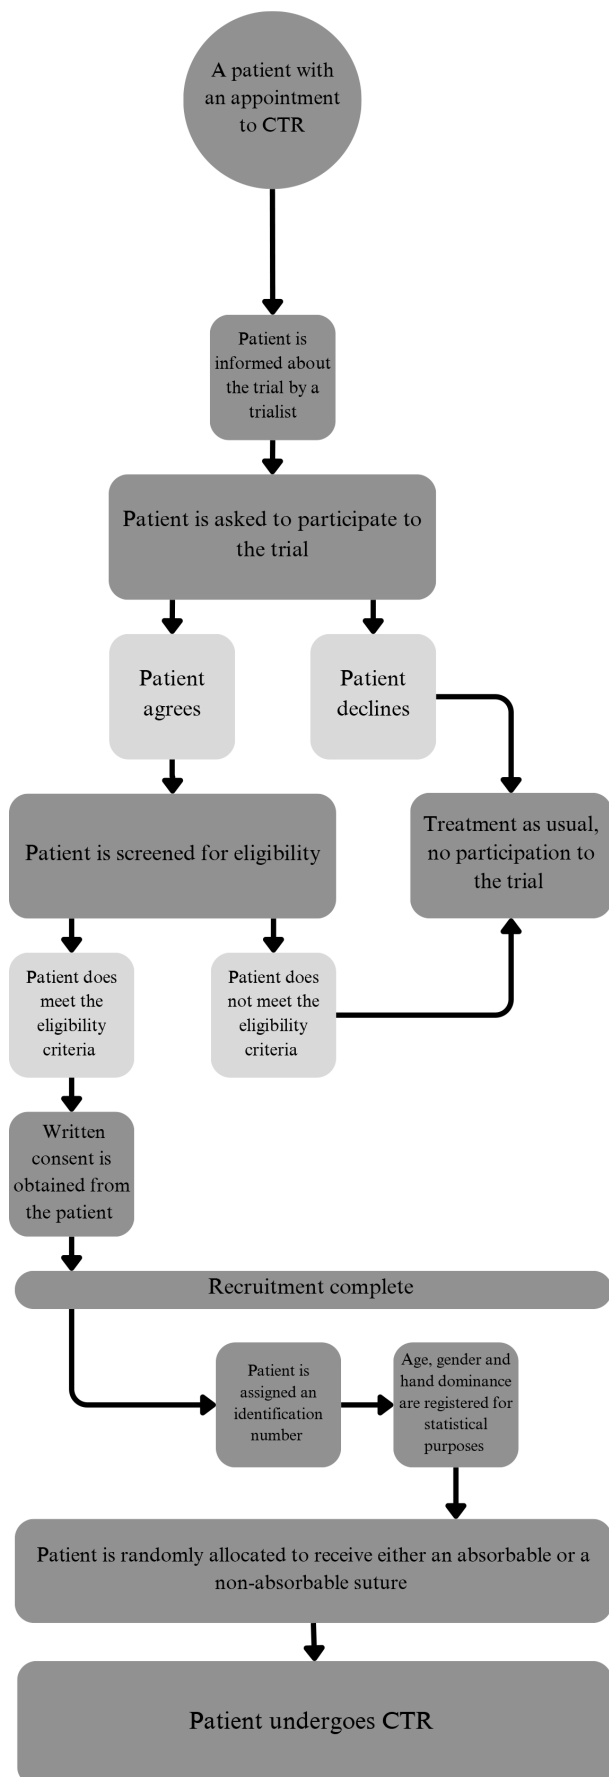 A patient with
an appointment
to CTR
Patient is
informed about
the trial by a
trialist
Patient is asked to participate to
the trial
Patient
agrees
Patient
declines
Patient is screened for eligibility
Treatment as usual,
no participation to
the trial
Patient does
meet the
eligibility
criteria
Patient does
not meet the
eligibility
criteria
Written
consent is
obtained from
the patient
Recruitment complete
Patient is
assigned an
identification
number
Age, gender and
hand dominance
are registered for
statistical
purposes
Patient is randomly allocated to receive either an absorbable or a
non-absorbable suture
Patient undergoes CTR